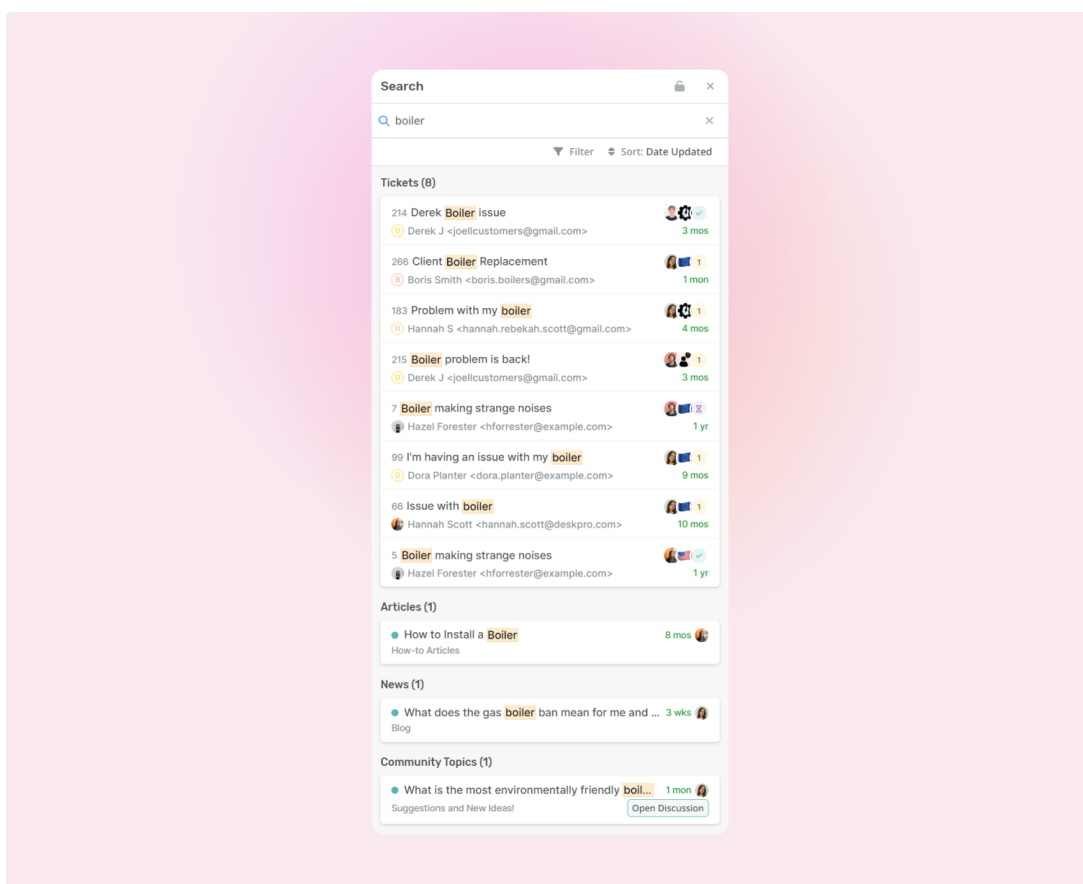 Search
boiler
Filter Sort: Date Updated
Tickets (8)
214 Derek Boiler issue
D Derek J <joellcustomers@gmail.com> 3 mos
266 Client Boiler Replacement 1
B Boris Smith <boris.boilers@gmail.com> 1 mon
183 Problem with my boiler 1
H Hannah S <hannah.rebekah.scott@gmail.com> 4 mos
215 Boiler problem is back! 1
D Derek J <joellcustomers@gmail.com> 3 mos
7 Boiler making strange noises
Hazel Forester <hforrester@example.com> 1 yr
99 I'm having an issue with my boiler 1
D Dora Planter <dora.planter@example.com> 9 mos
66 Issue with boiler 1
Hannah Scott <hannah.scott@deskpro.com> 10 mos
5 Boiler making strange noises
Hazel Forester <hforrester@example.com> 1 yr
Articles (1)
How to Install a Boiler 8 mos
How-to Articles
News (1)
What does the gas boiler ban mean for me and ... 3 wks
Blog
Community Topics (1)
What is the most environmentally friendly boil... 1 mon
Suggestions and New Ideas! Open Discussion